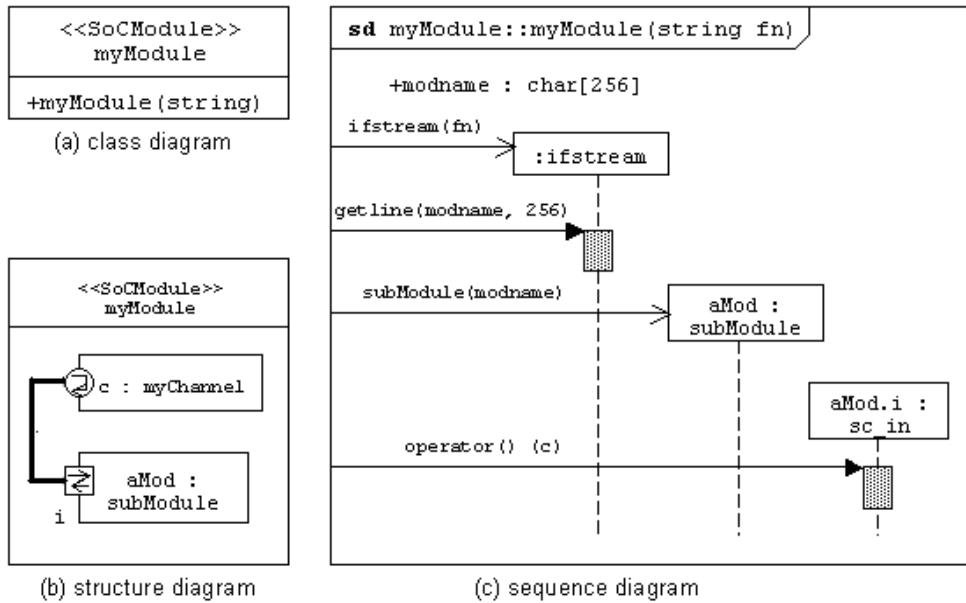 <<SoCModule>>
myModule
+myModule(string)
(a) class diagram
<<SoCModule>>
myModule
c : myChannel
aMod :
subModule
i
(b) structure diagram
sd myModule::myModule(string fn)
+modname : char[256]
ifstream(fn)
:ifstream
getline(modname, 256)
subModule(modname)
aMod :
subModule
aMod.i :
sc_in
operator() (c)
(c) sequence diagram